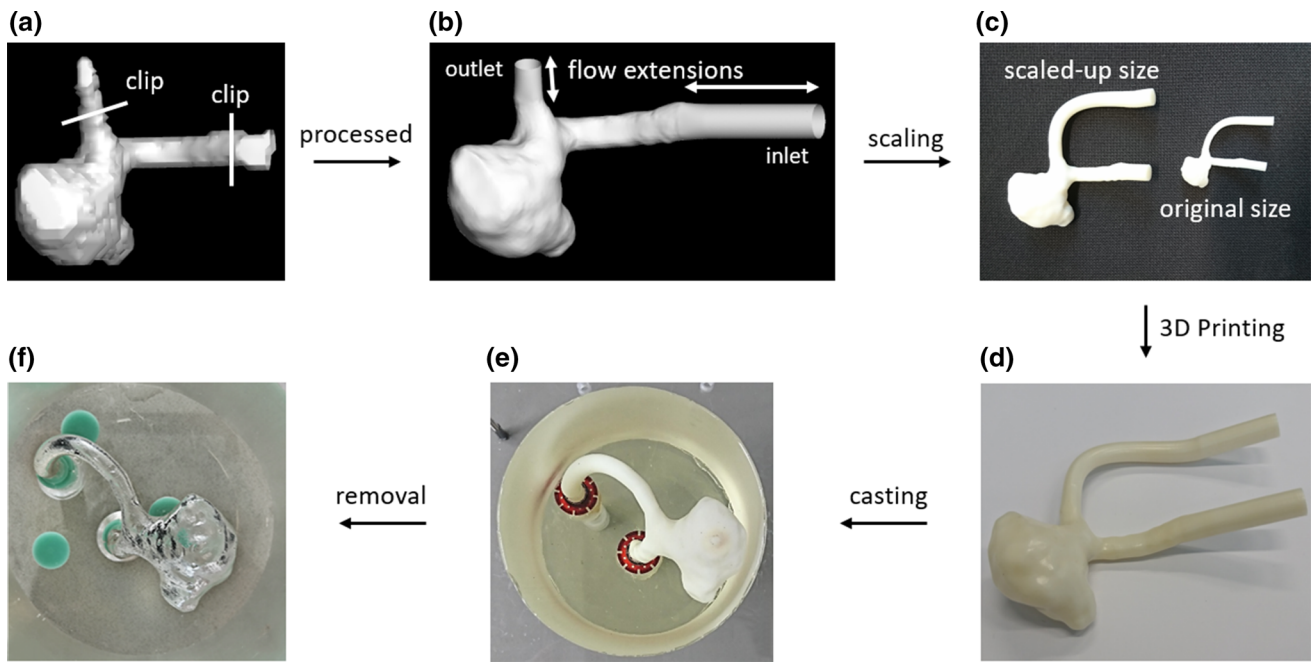 (a)
clip
clip
processed
(b)
outlet
flow extensions
inlet
scaling
(c)
scaled-up size
original size
3D Printing
(d)
casting
(e)
removal
(f)